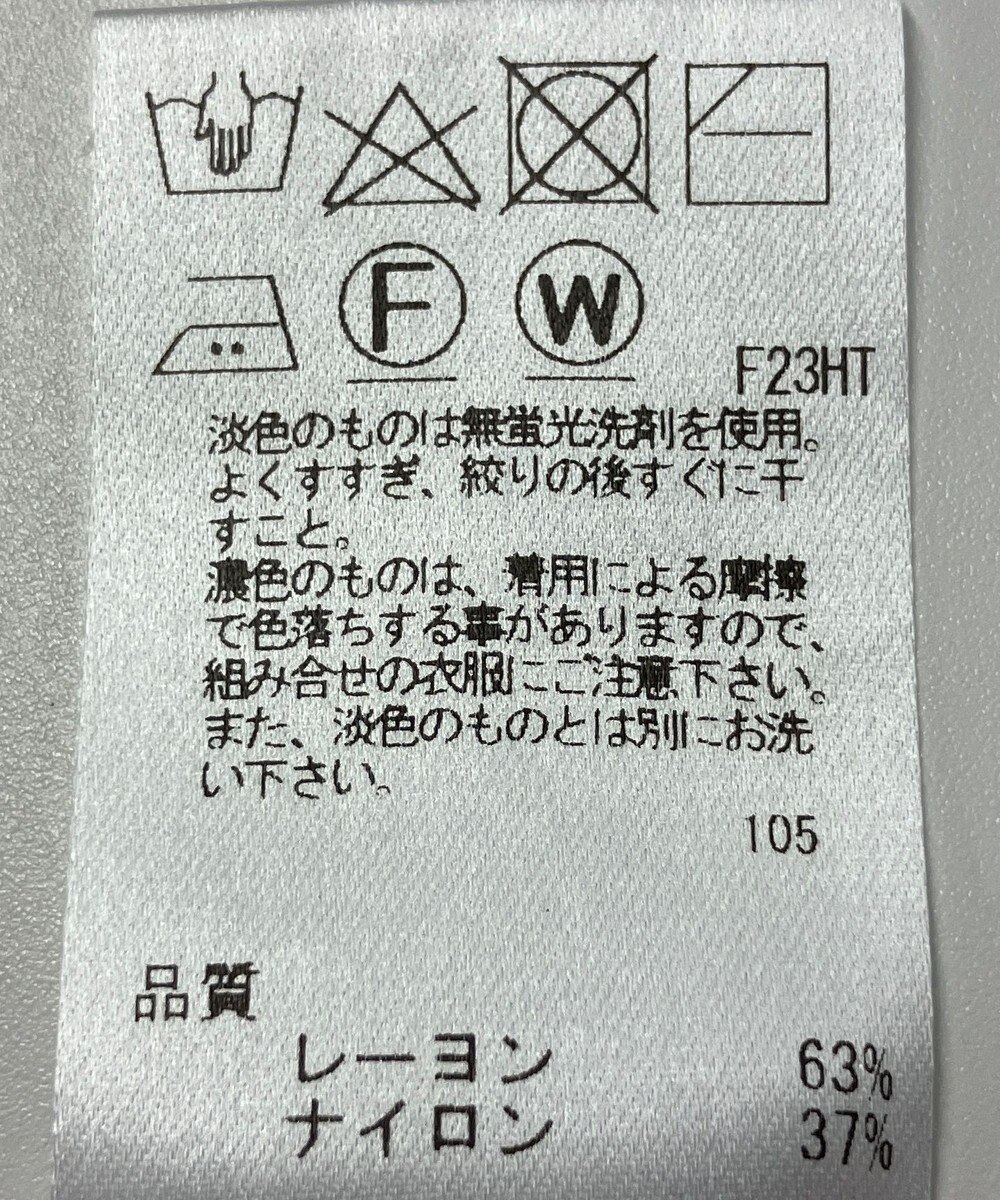 F
W
F23HT
淡色のものは無蛍光洗剤を使用。
よくすすぎ、絞りの後すぐに干
すこと。
濃色のものは、着用による摩擦
で色落ちする事がありますので、
組み合せの衣服にご注意下さい。
また、淡色のものとは別にお洗
い下さい。
105
品質
レーヨン 63%
ナイロン 37%